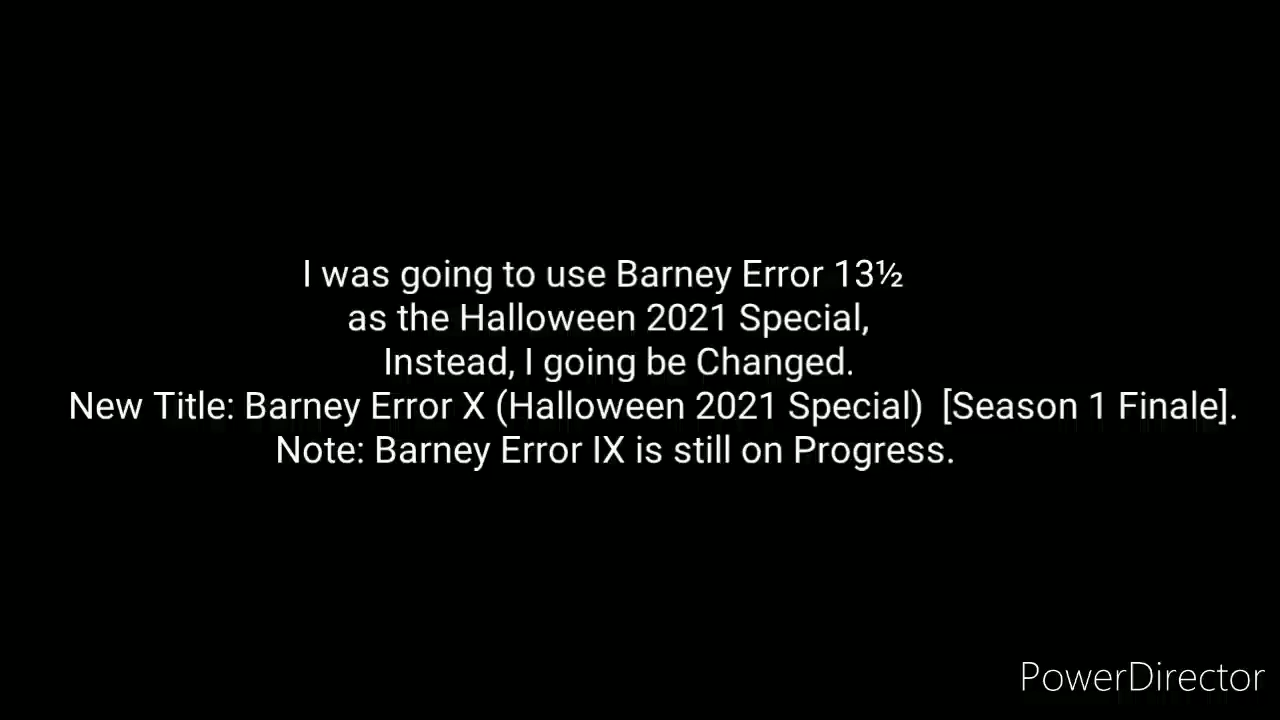 I was going to use Barney Error 13½
as the Halloween 2021 Special,
Instead, I going be Changed.
New Title: Barney Error X (Halloween 2021 Special)  [Season 1 Finale].
Note: Barney Error IX is still on Progress.
PowerDirector